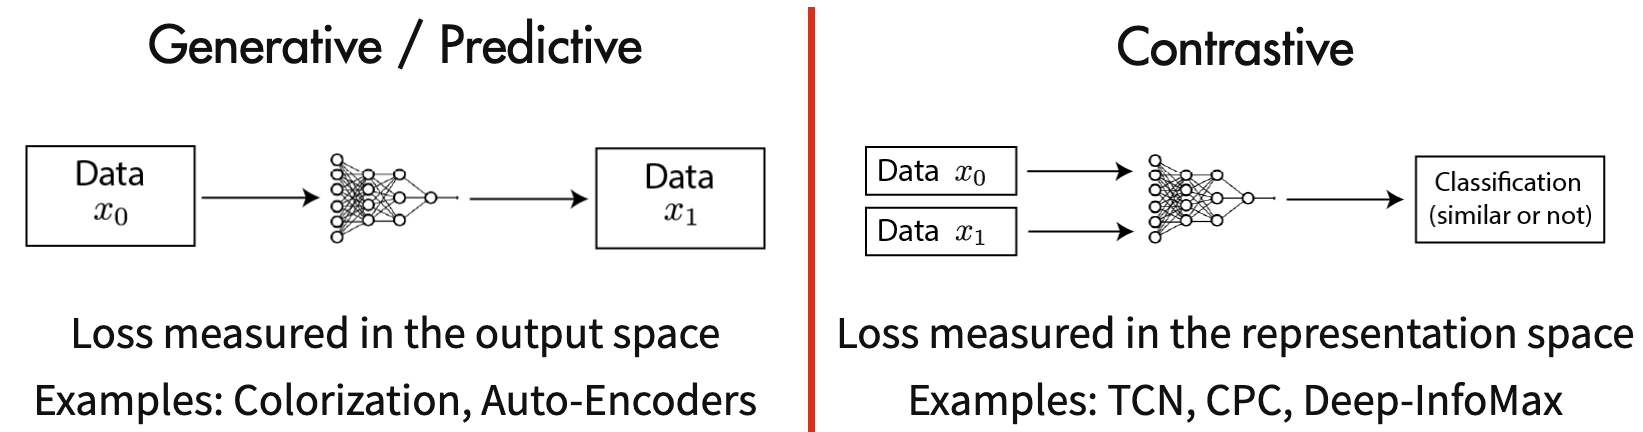 Generative / Predictive
Data
x₀
Data
x₁
Loss measured in the output space
Examples: Colorization, Auto-Encoders
Contrastive
Data x₀
Data x₁
Classification
(similar or not)
Loss measured in the representation space
Examples: TCN, CPC, Deep-InfoMax